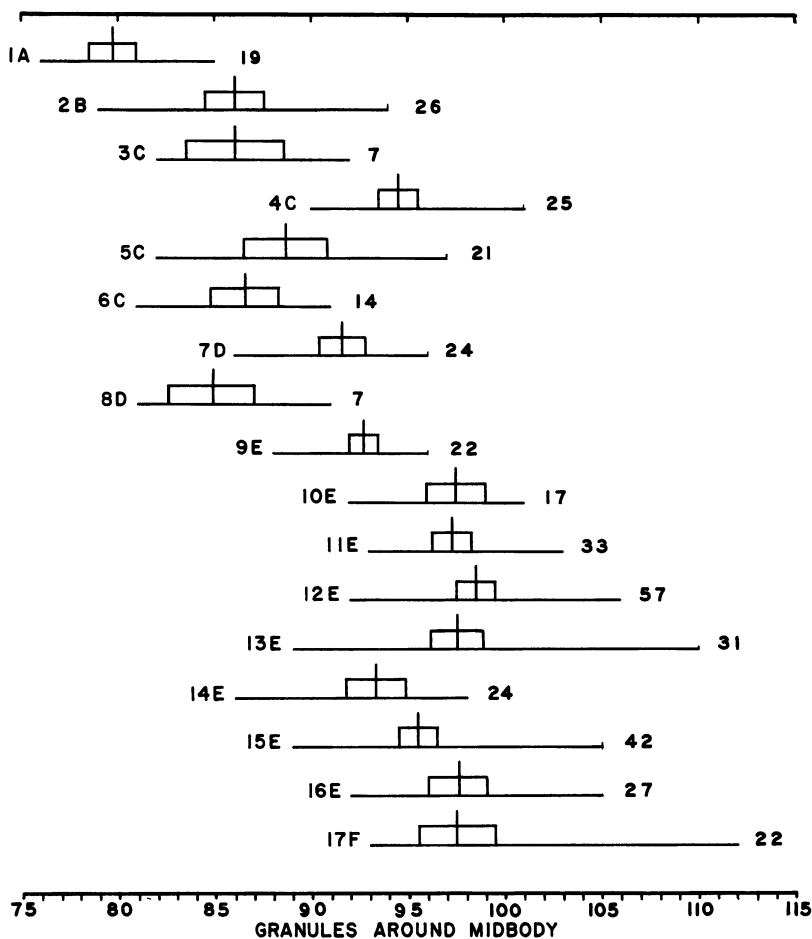 1A 19
2B 26
3C 7
4C 25
5C 21
6C 14
7D 24
8D 7
9E 22
10E 17
11E 33
12E 57
13E 31
14E 24
15E 42
16E 27
17F 22
75 80 85 90 95 100 105 110 115
GRANULES AROUND MIDBODY